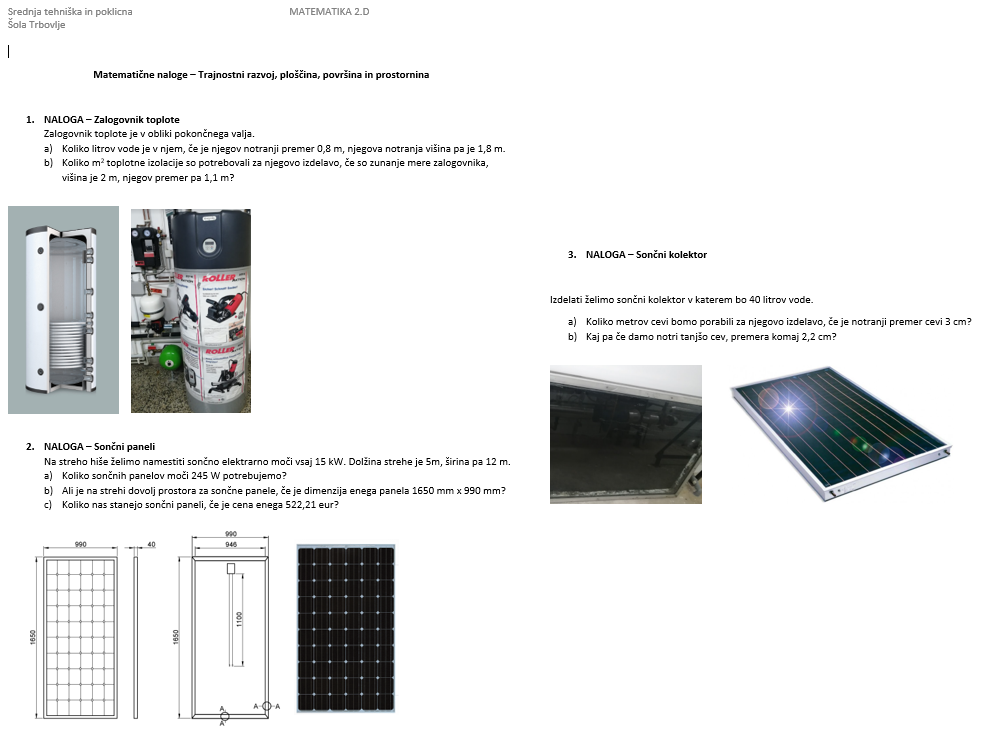 Srednja tehniška in poklicna
Šola Trbovlje
MATEMATIKA 2.D
Matematične naloge – Trajnostni razvoj, ploščina, površina in prostornina
1. NALOGA – Zalogovnik toplote
Zalogovnik toplote je v obliki pokončnega valja.
a) Koliko litrov vode je v njem, če je njegov notranji premer 0,8 m, njegova notranja višina pa je 1,8 m.
b) Koliko m² toplotne izolacije so potrebovali za njegovo izdelavo, če so zunanje mere zalogovnika,
višina je 2 m, njegov premer pa 1,1 m?
ROLLER
ROLLER
2. NALOGA – Sončni paneli
Na streho hiše želimo namestiti sončno elektrarno moči vsaj 15 kW. Dolžina strehe je 5m, širina pa 12 m.
a) Koliko sončnih panelov moči 245 W potrebujemo?
b) Ali je na strehi dovolj prostora za sončne panele, če je dimenzija enega panela 1650 mm x 990 mm?
c) Koliko nas stanejo sončni paneli, če je cena enega 522,21 eur?
990
40
1650
990
946
1650
1100
A
A
A
A
3. NALOGA – Sončni kolektor
Izdelati želimo sončni kolektor v katerem bo 40 litrov vode.
a) Koliko metrov cevi bomo porabili za njegovo izdelavo, če je notranji premer cevi 3 cm?
b) Kaj pa če damo notri tanjšo cev, premera komaj 2,2 cm?